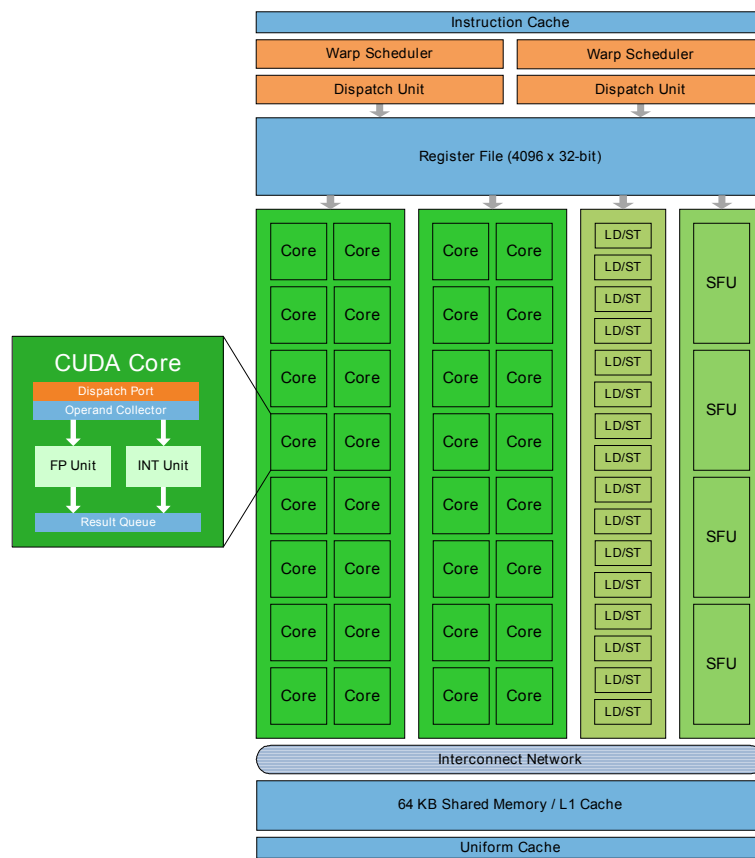 Instruction Cache
Warp Scheduler Warp Scheduler
Dispatch Unit Dispatch Unit
Register File (4096 x 32-bit)
Core Core Core Core LD/ST LD/ST SFU
Core Core Core Core LD/ST LD/ST
Core Core Core Core LD/ST LD/ST SFU
Core Core Core Core LD/ST LD/ST
Core Core Core Core LD/ST LD/ST SFU
Core Core Core Core LD/ST LD/ST
Core Core Core Core LD/ST LD/ST SFU
Core Core Core Core LD/ST LD/ST
CUDA Core
Dispatch Port
Operand Collector
FP Unit INT Unit
Result Queue
Interconnect Network
64 KB Shared Memory / L1 Cache
Uniform Cache